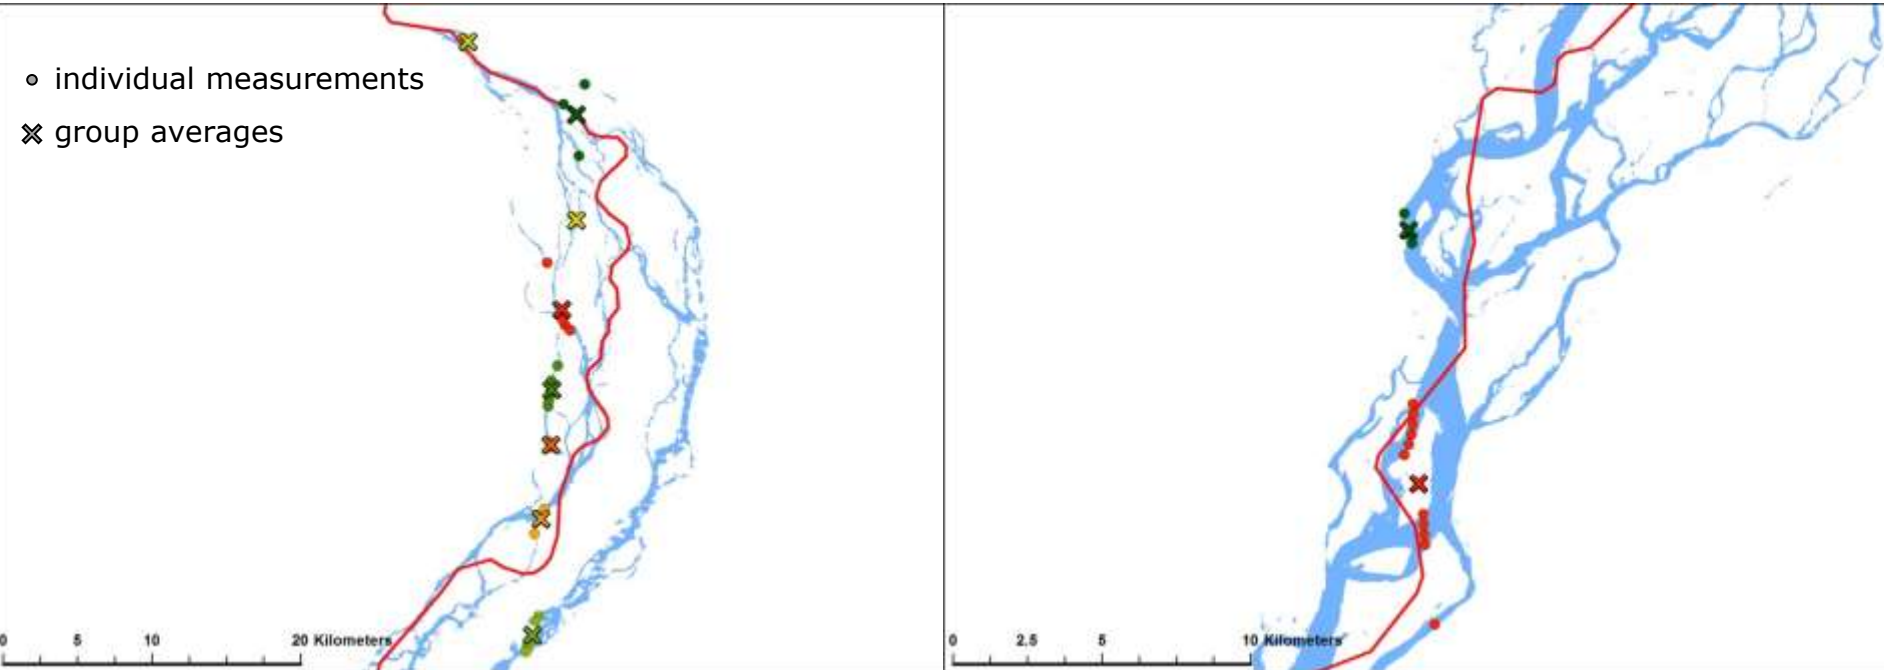 individual measurements
group averages
0 5 10 20 Kilometers
0 2.5 5 10 Kilometers